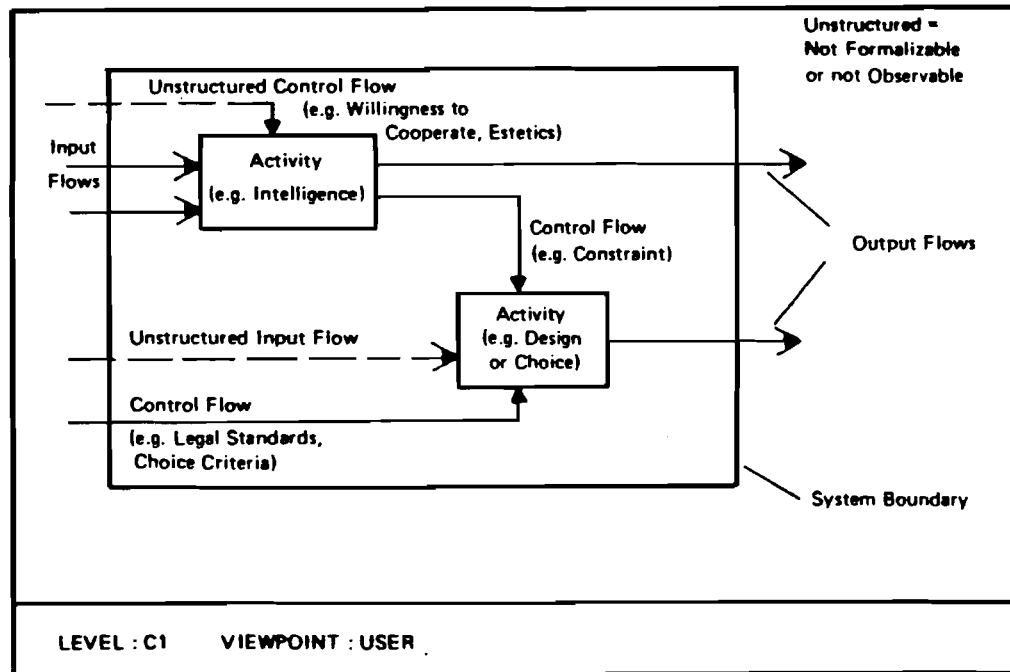 Unstructured =
Not Formalizable
or not Observable
Unstructured Control Flow
(e.g. Willingness to
Cooperate, Estetics)
Input
Flows
Activity
(e.g. Intelligence)
Control Flow
(e.g. Constraint)
Output Flows
Activity
(e.g. Design
or Choice)
Unstructured Input Flow
Control Flow
(e.g. Legal Standards,
Choice Criteria)
System Boundary
LEVEL : C1 VIEWPOINT : USER